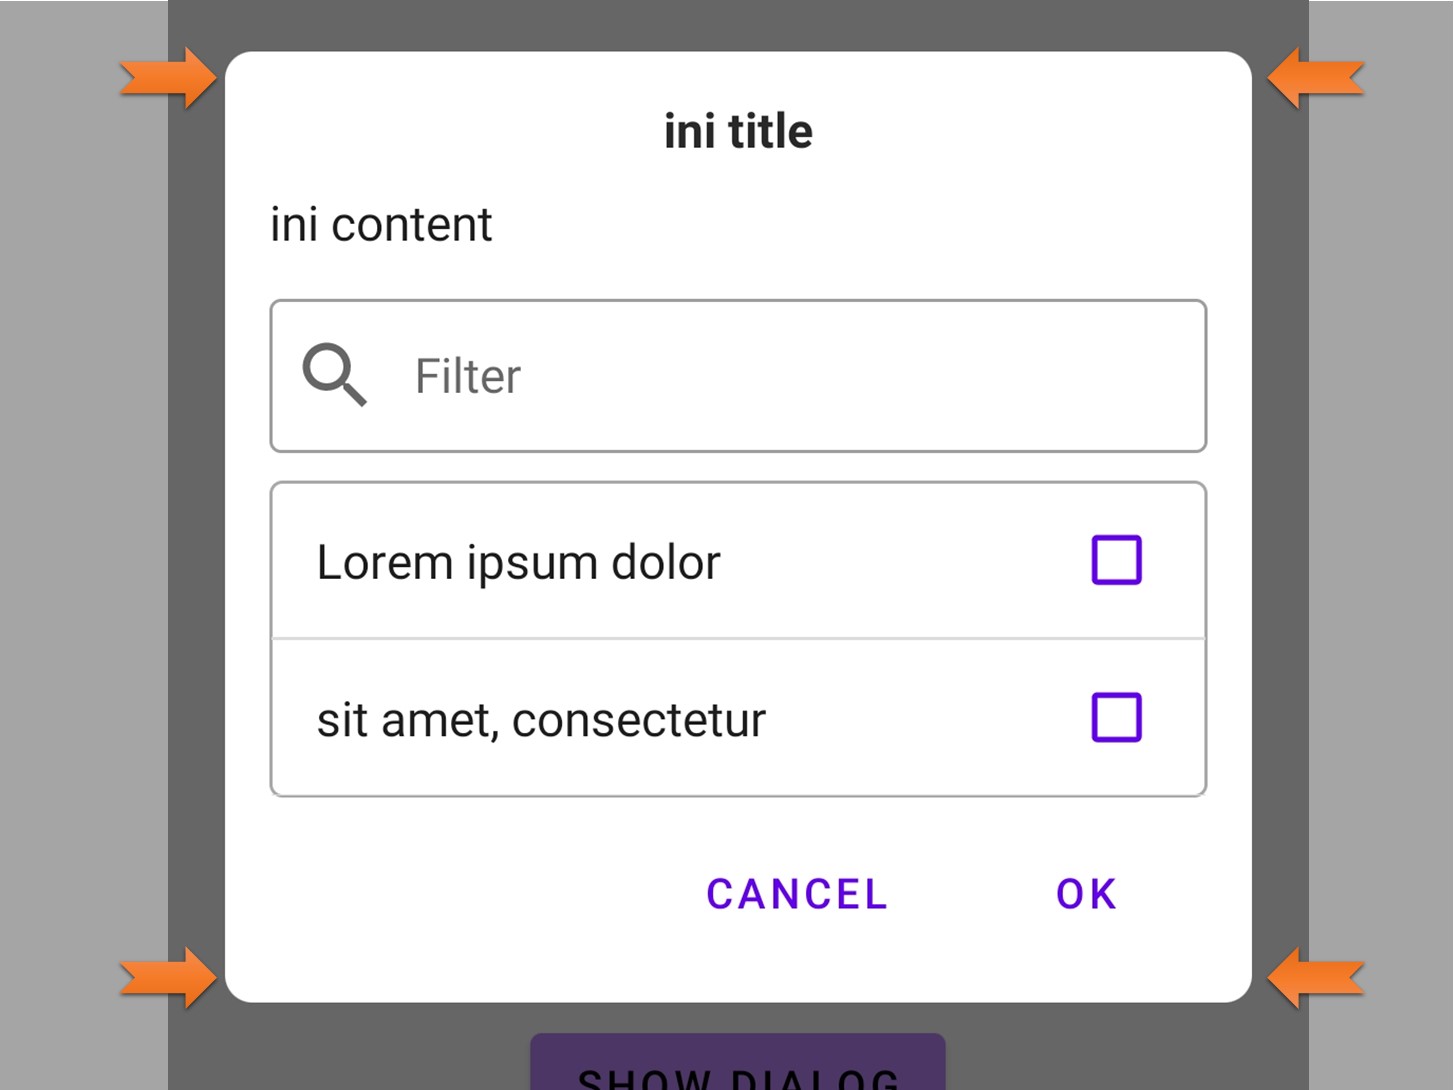 ini title
ini content
Filter
Lorem ipsum dolor
sit amet, consectetur
CANCEL OK
SHOW DIALOG